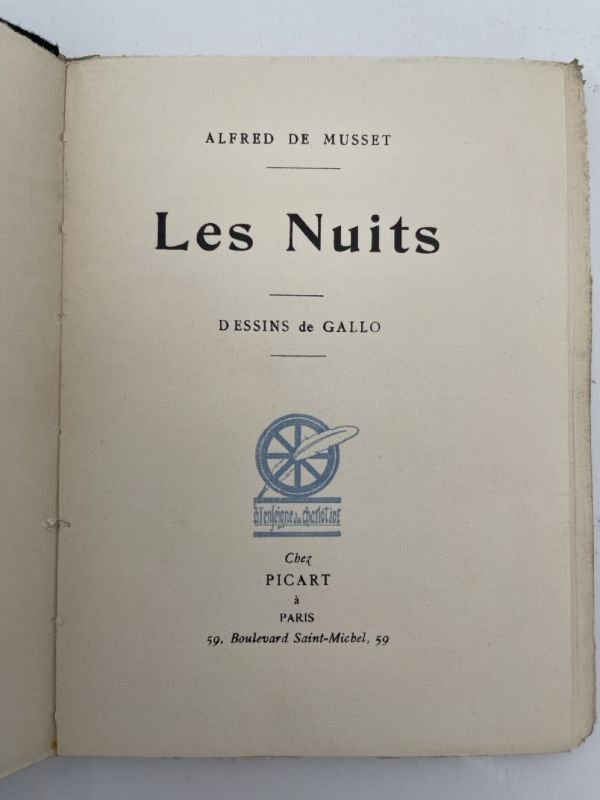 ALFRED DE MUSSET
Les Nuits
DESSINS de GALLO
à l'enseigne du chariot d'or
Chez
PICART
à
PARIS
59, Boulevard Saint-Michel, 59